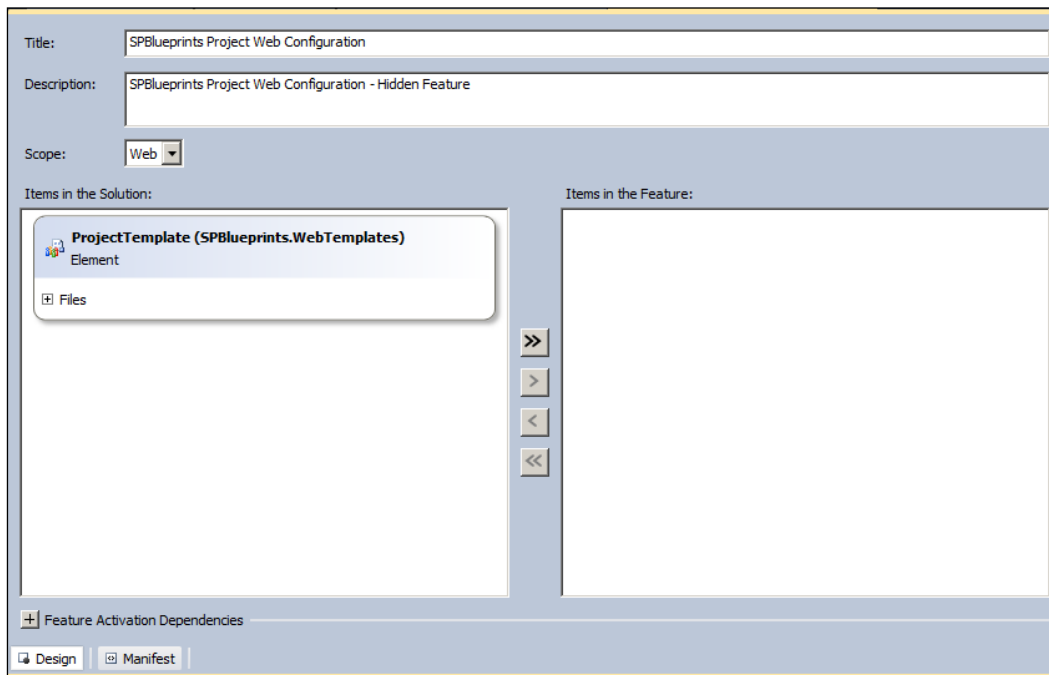 Title:
SPBlueprints Project Web Configuration
Description:
SPBlueprints Project Web Configuration - Hidden Feature
Scope:
Web
Items in the Solution:
Items in the Feature:
ProjectTemplate (SPBlueprints.WebTemplates)
Element
Files
Feature Activation Dependencies
Design
Manifest